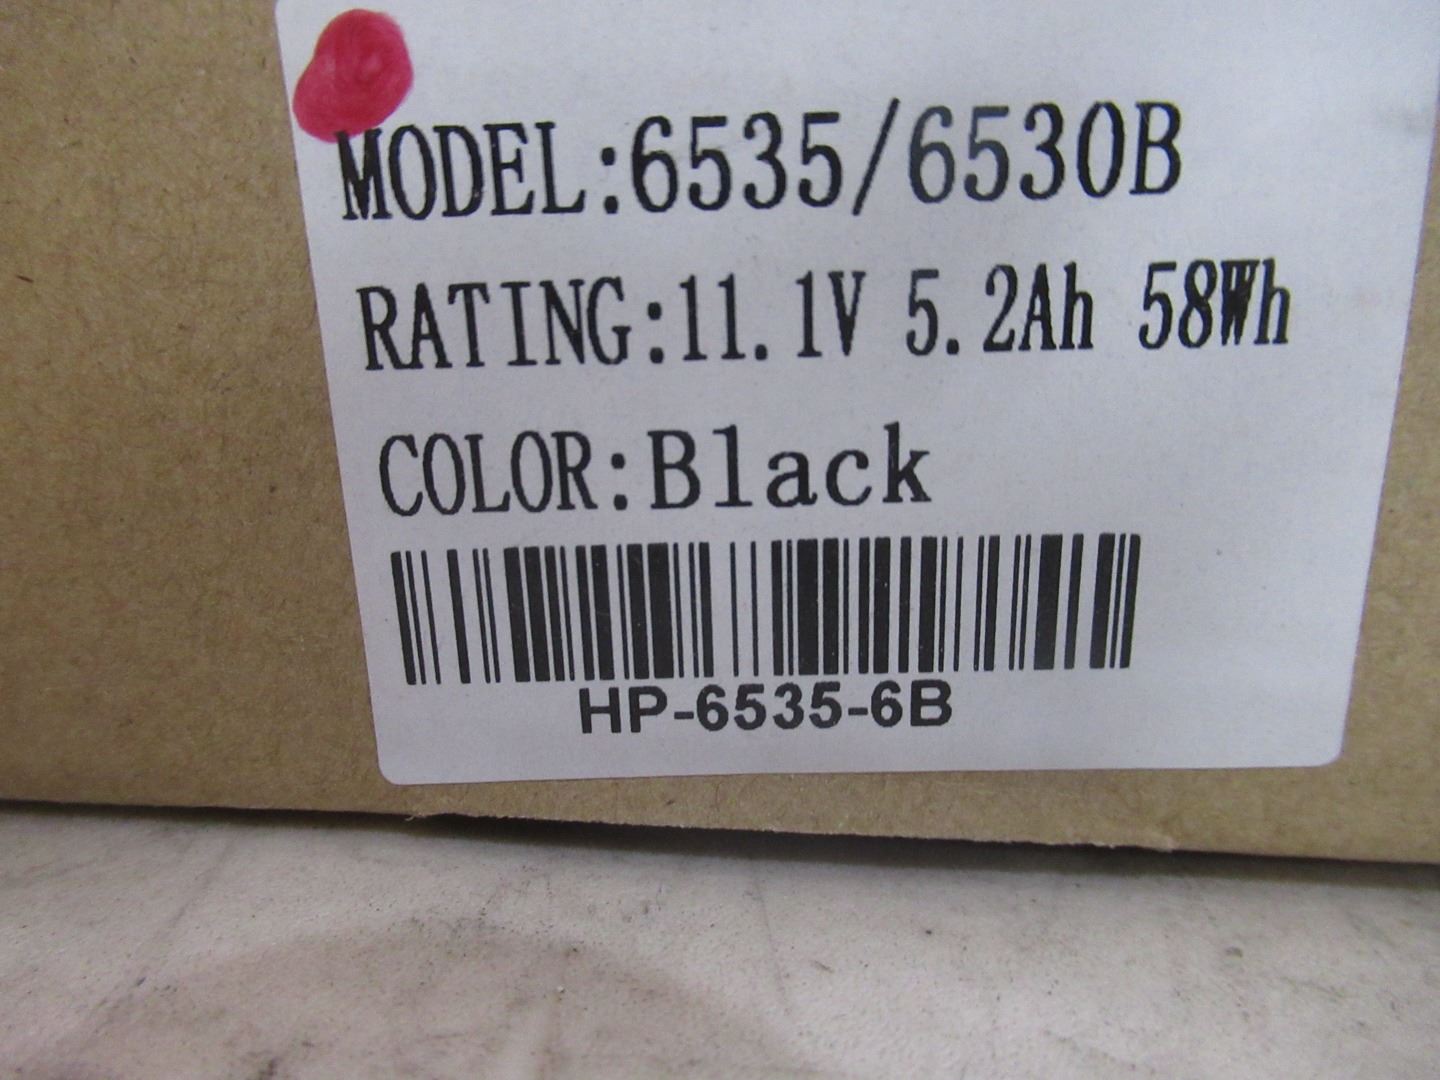 MODEL:6535/6530B
RATING:11.1V 5.2Ah 58Wh
COLOR:Black
HP-6535-6B